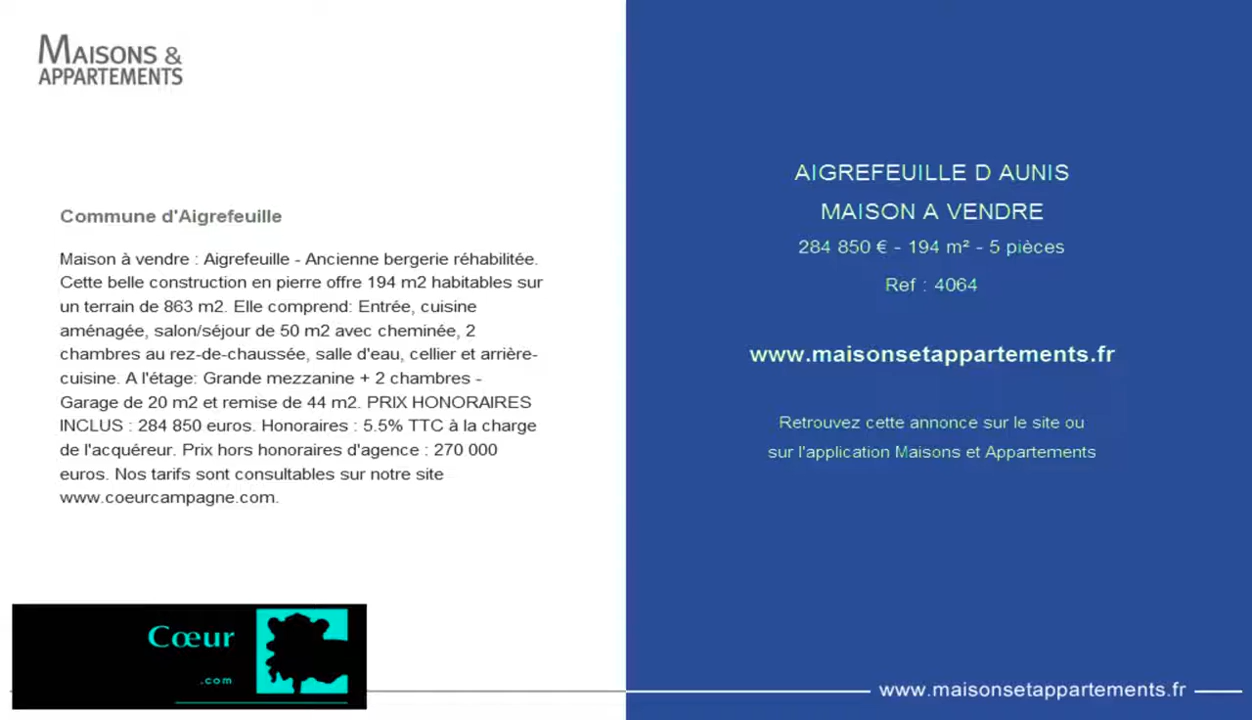 MAISONS &
APPARTEMENTS
Commune d'Aigrefeuille
Maison à vendre : Aigrefeuille - Ancienne bergerie réhabilitée.
Cette belle construction en pierre offre 194 m2 habitables sur
un terrain de 863 m2. Elle comprend: Entrée, cuisine
aménagée, salon/séjour de 50 m2 avec cheminée, 2
chambres au rez-de-chaussée, salle d'eau, cellier et arrière-
cuisine. A l'étage: Grande mezzanine + 2 chambres -
Garage de 20 m2 et remise de 44 m2. PRIX HONORAIRES
INCLUS : 284 850 euros. Honoraires : 5.5% TTC à la charge
de l'acquéreur. Prix hors honoraires d'agence : 270 000
euros. Nos tarifs sont consultables sur notre site
www.coeurcampagne.com.
Cœur
.com
AIGREFEUILLE D AUNIS
MAISON A VENDRE
284 850 € - 194 m² - 5 pièces
Ref : 4064
www.maisonsetappartements.fr
Retrouvez cette annonce sur le site ou
sur l'application Maisons et Appartements
www.maisonsetappartements.fr